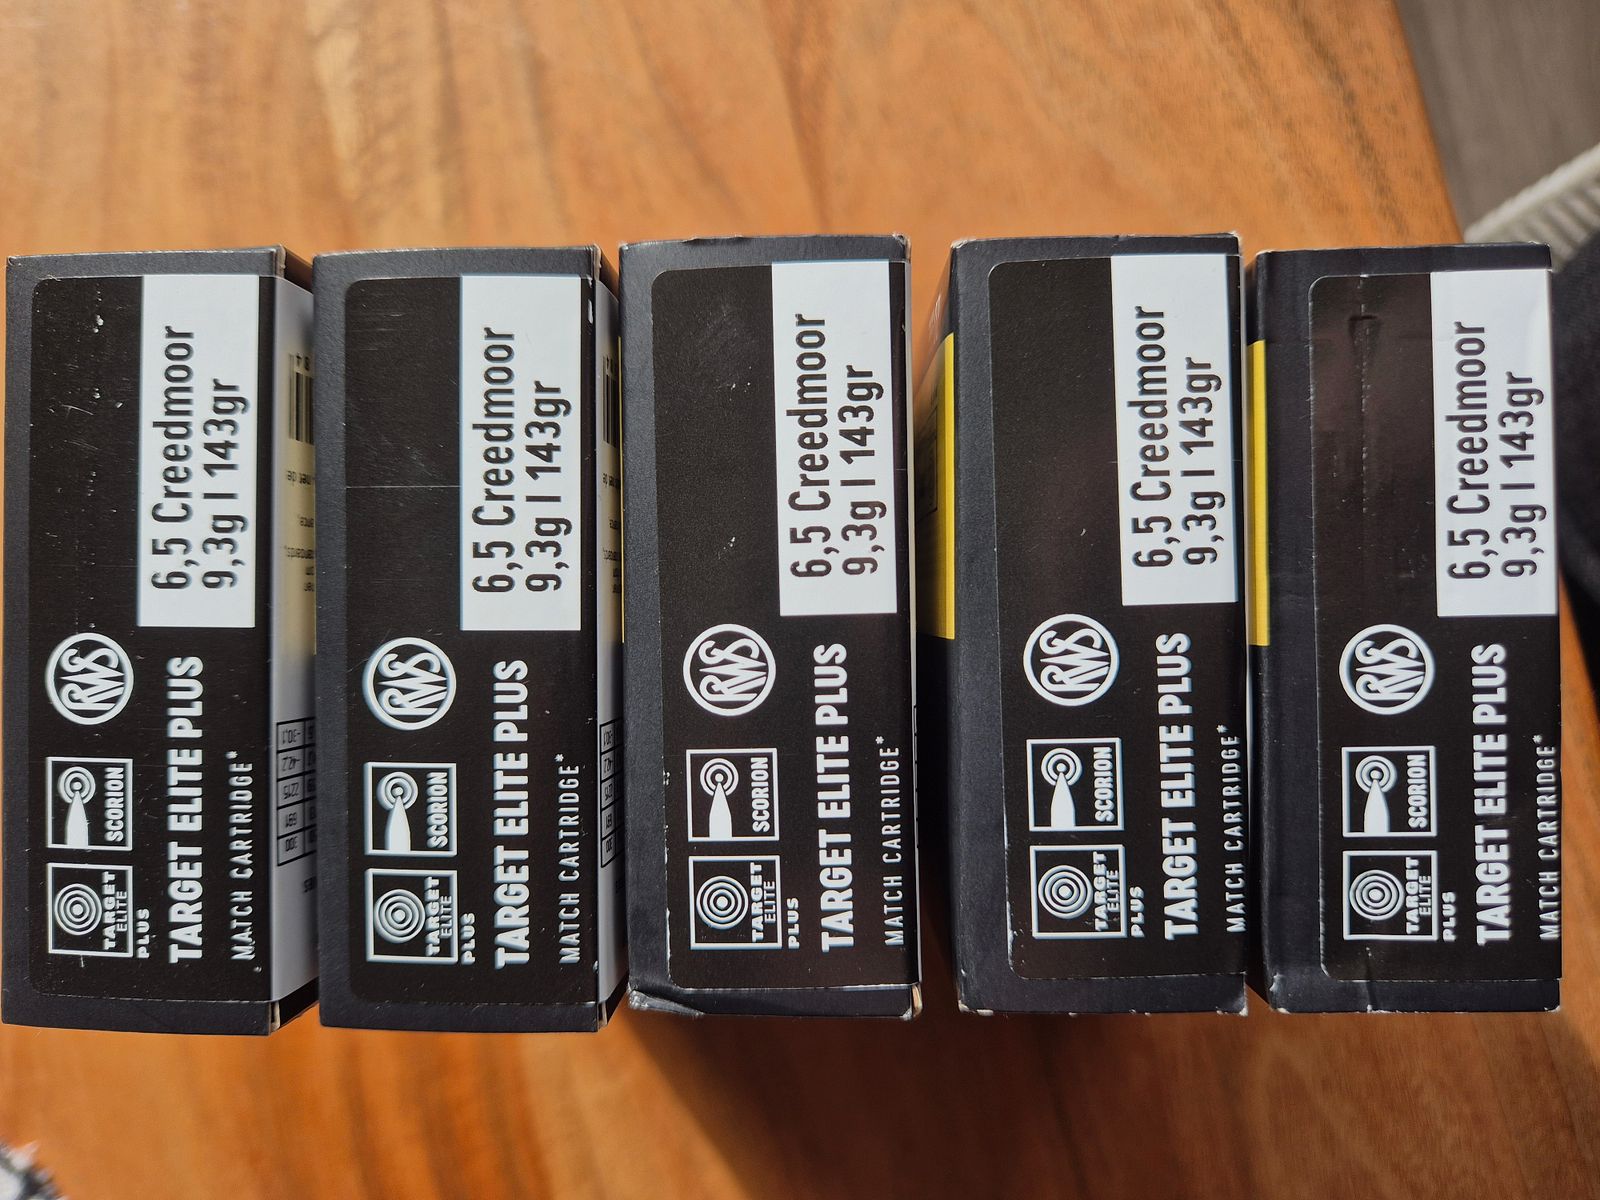 6,5 Creedmoor
9,3g | 143gr
RWS
SCORION
TARGET
ELITE
PLUS
TARGET ELITE PLUS
MATCH CARTRIDGE*
6,5 Creedmoor
9,3g | 143gr
RWS
SCORION
TARGET
ELITE
PLUS
TARGET ELITE PLUS
MATCH CARTRIDGE*
6,5 Creedmoor
9,3g | 143gr
RWS
SCORION
TARGET
ELITE
PLUS
TARGET ELITE PLUS
MATCH CARTRIDGE*
6,5 Creedmoor
9,3g | 143gr
RWS
SCORION
TARGET
ELITE
PLUS
TARGET ELITE PLUS
MATCH CARTRIDGE*
6,5 Creedmoor
9,3g | 143gr
RWS
SCORION
TARGET
ELITE
PLUS
TARGET ELITE PLUS
MATCH CARTRIDGE*